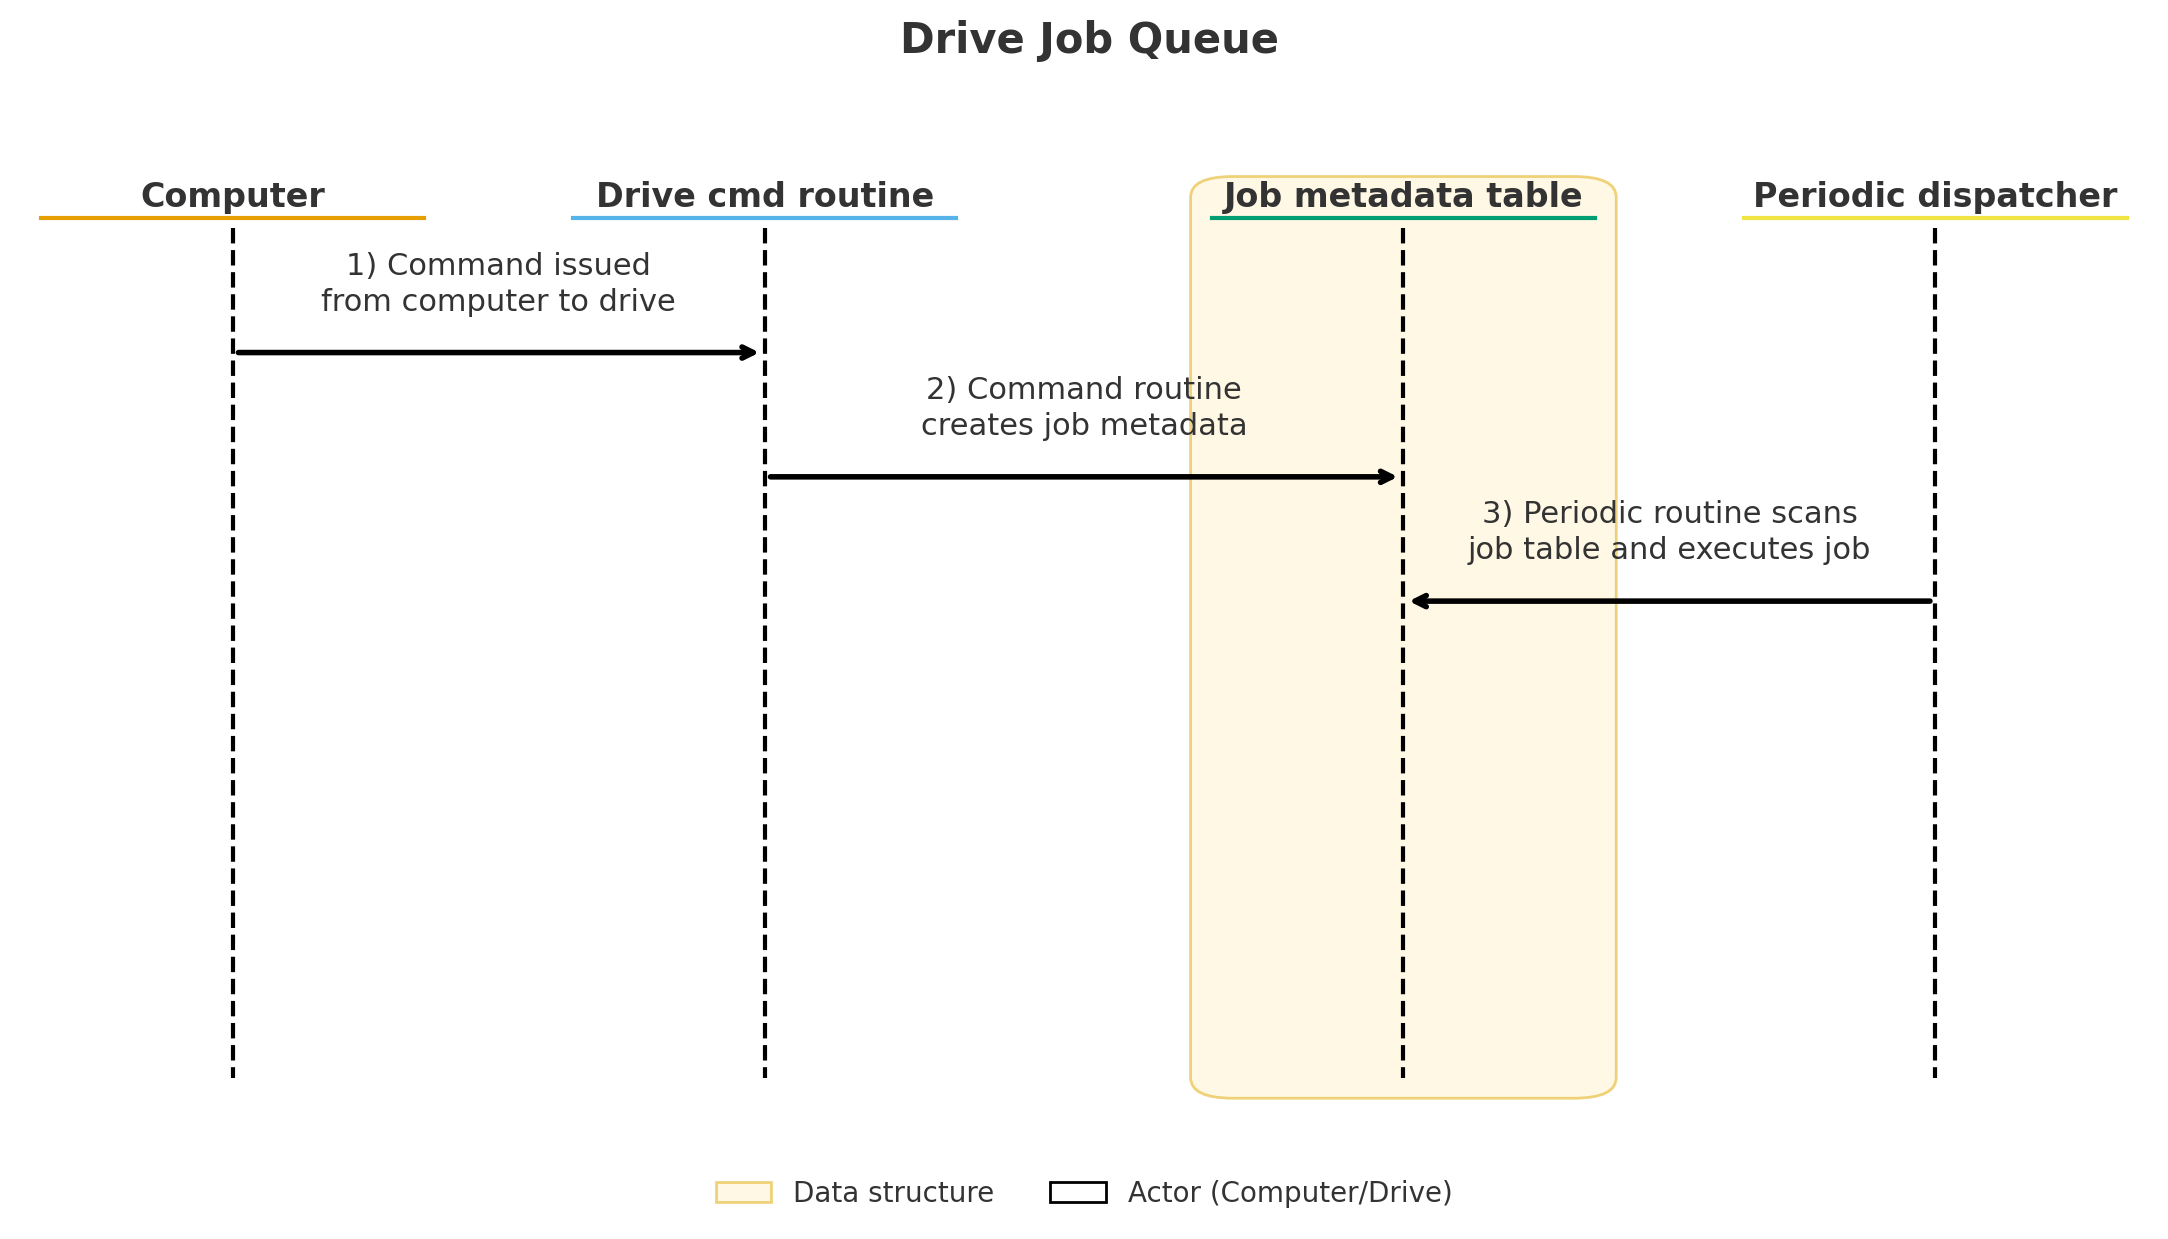 Drive Job Queue
Computer
Drive cmd routine
Job metadata table
Periodic dispatcher
1) Command issued
from computer to drive
2) Command routine
creates job metadata
3) Periodic routine scans
job table and executes job
Data structure
Actor (Computer/Drive)